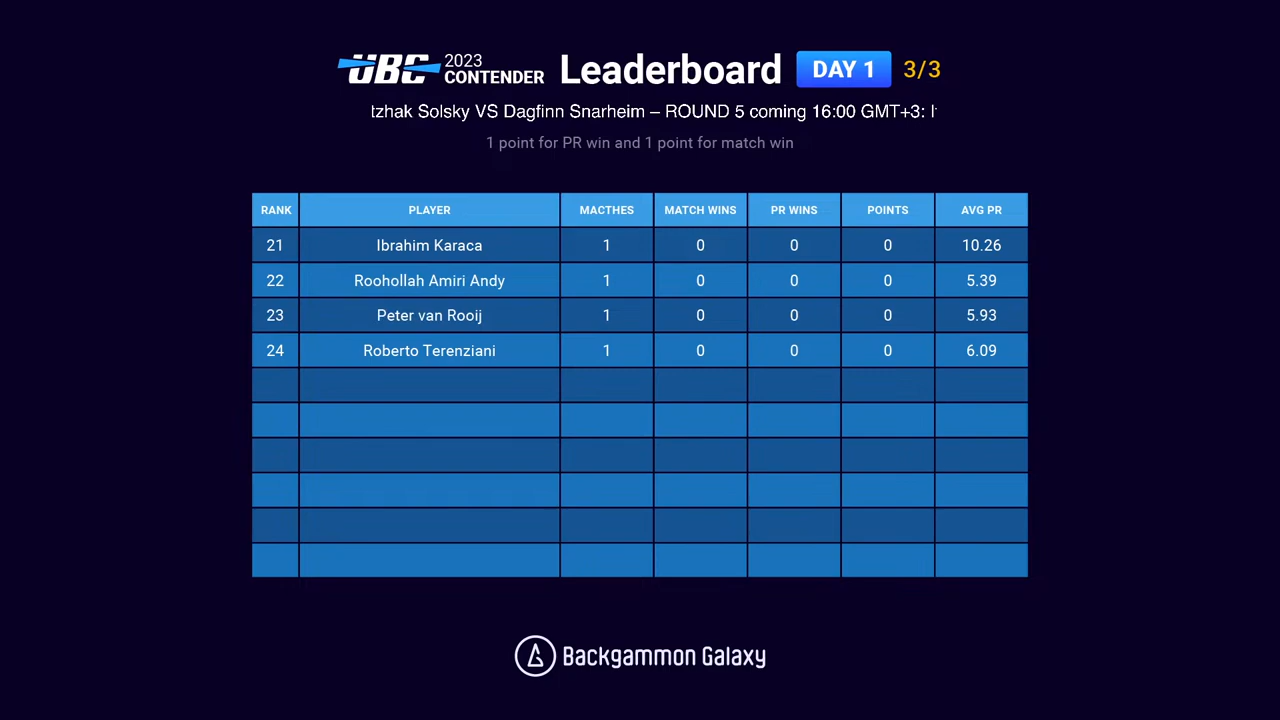 UBC 2023 CONTENDER Leaderboard DAY 1 3/3
tzhak Solsky VS Dagfinn Snarheim – ROUND 5 coming 16:00 GMT+3:
1 point for PR win and 1 point for match win
RANK PLAYER MACTHES MATCH WINS PR WINS POINTS AVG PR
21 Ibrahim Karaca 1 0 0 0 10.26
22 Roohollah Amiri Andy 1 0 0 0 5.39
23 Peter van Rooij 1 0 0 0 5.93
24 Roberto Terenziani 1 0 0 0 6.09
Backgammon Galaxy